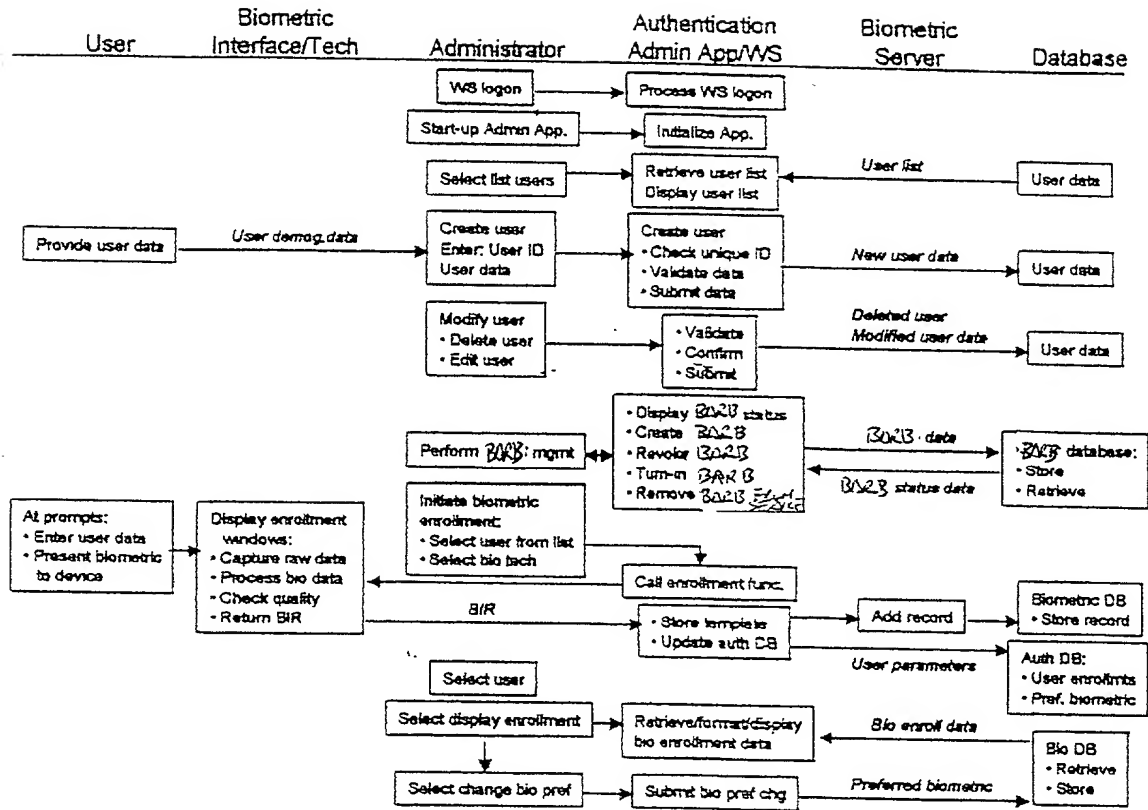 User
Biometric
Interface/Tech
Administrator
Authentication
Admin App/WS
Biometric
Server
Database
WS logon
Process WS logon
Start-up Admin App.
Initialize App.
Select list users
Retrieve user list
Display user list
User list
User data
Provide user data
User demog. data
Create user
Enter: User ID
User data
Create user
• Check unique ID
• Validate data
• Submit data
New user data
User data
Modify user
• Delete user
• Edit user
• Validate
• Confirm
• Submit
Deleted user
Modified user data
User data
Perform BARB mgmt
• Display BARB status
• Create BARB
• Revoke BARB
• Turn-in BARB
• Remove BARB
BARB data
BARB status data
BARB database:
• Store
• Retrieve
At prompts:
• Enter user data
• Present biometric
to device
Display enrollment
windows:
• Capture raw data
• Process bio data
• Check quality
• Return BIR
Initiate biometric
enrollment:
• Select user from list
• Select bio tech
Call enrollment func.
BIR
• Store template
• Update auth DB
Add record
Biometric DB
• Store record
User parameters
Auth DB:
• User enrollmts
• Pref. biometric
Select user
Select display enrollment
Retrieve/format/display
bio enrollment data
Bio enroll data
Bio DB
• Retrieve
• Store
Select change bio pref
Submit bio pref chg
Preferred biometric